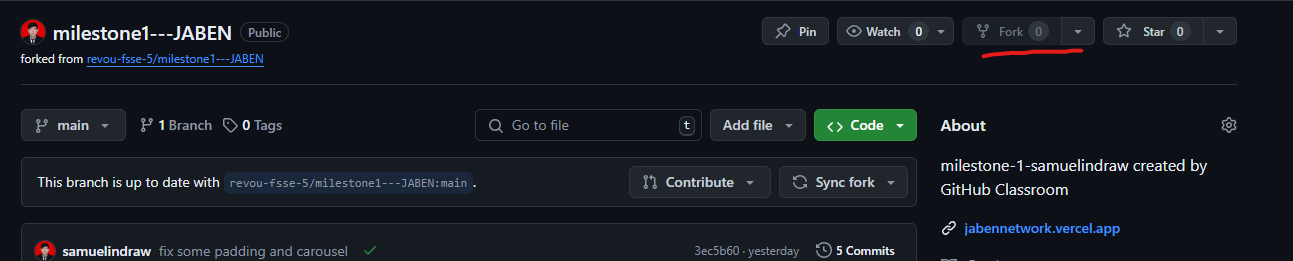 milestone1---JABEN Public Pin Watch 0 Fork 0 Star 0
forked from revou-fsse-5/milestone1---JABEN
main 1 Branch 0 Tags Go to file t Add file Code
About
milestone-1-samuelindraw created by
GitHub Classroom
jabennetwork.vercel.app
This branch is up to date with revou-fsse-5/milestone1---JABEN:main. Contribute Sync fork
samuelindraw fix some padding and carousel 3ec5b60 · yesterday 5 Commits